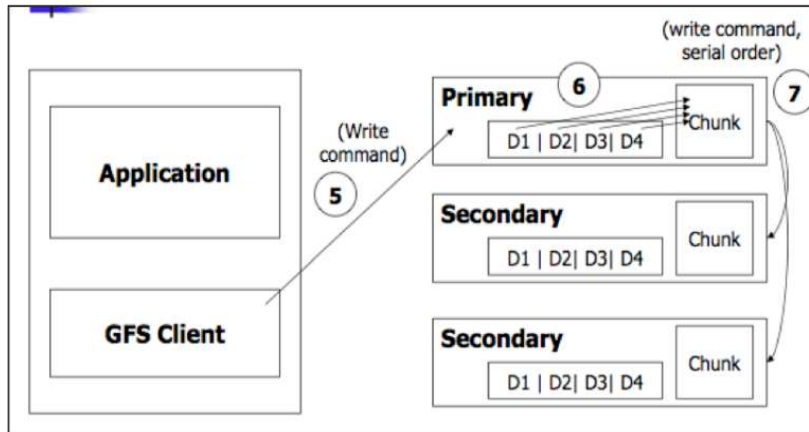 (write command,
serial order)
6
7
Primary
Chunk
D1 | D2| D3| D4
(Write
command)
5
Application
Secondary
Chunk
D1 | D2| D3| D4
GFS Client
Secondary
Chunk
D1 | D2| D3| D4